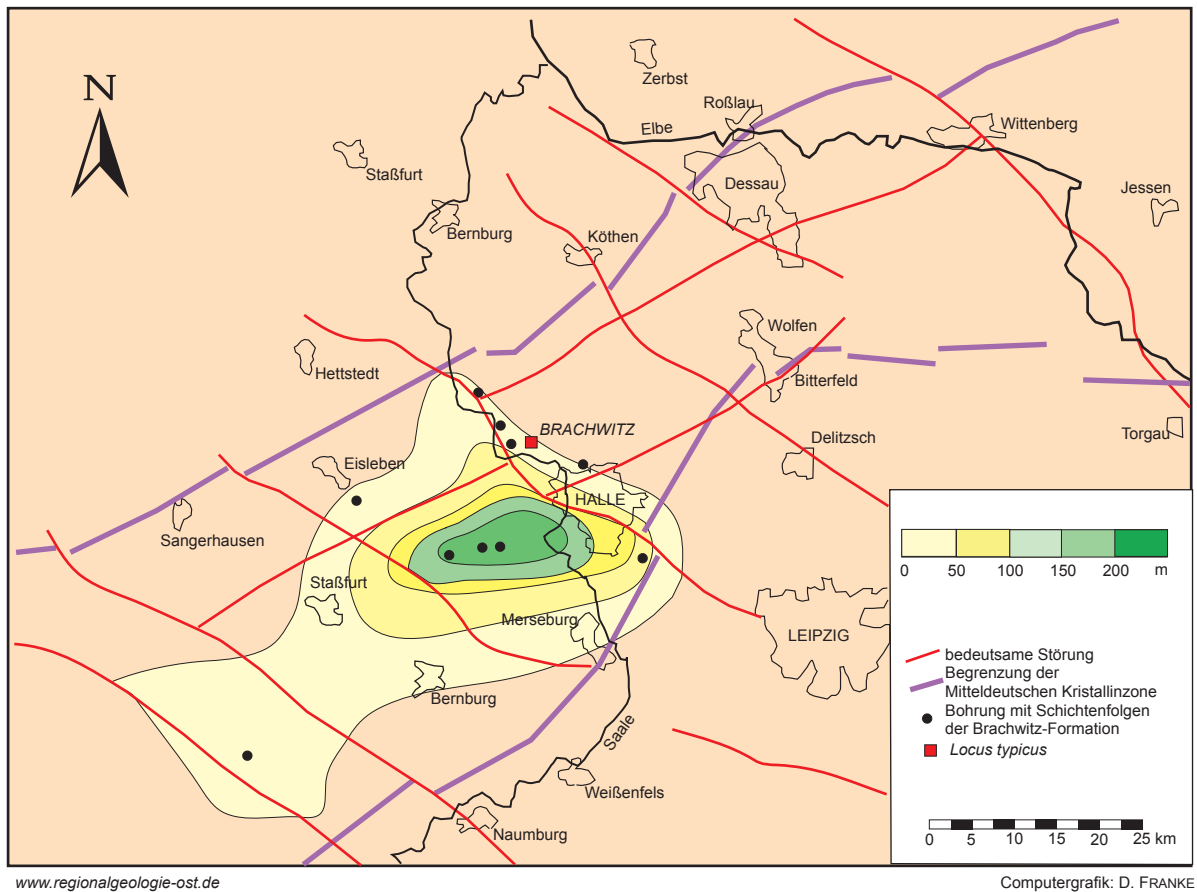 N
Zerbst
Roßlau
Elbe
Wittenberg
Staßfurt
Dessau
Jessen
Bernburg
Köthen
Wolfen
Hettstedt
Bitterfeld
BRACHWITZ
Delitzsch
Torgau
Eisleben
HALLE
Sangerhausen
Staßfurt
Merseburg
LEIPZIG
Bernburg
Saale
Weißenfels
Naumburg
0 50 100 150 200 m
bedeutsame Störung
Begrenzung der
Mitteldeutschen Kristallinzone
Bohrung mit Schichtenfolgen
der Brachwitz-Formation
Locus typicus
0 5 10 15 20 25 km
www.regionalgeologie-ost.de
Computergrafik: D. FRANKE